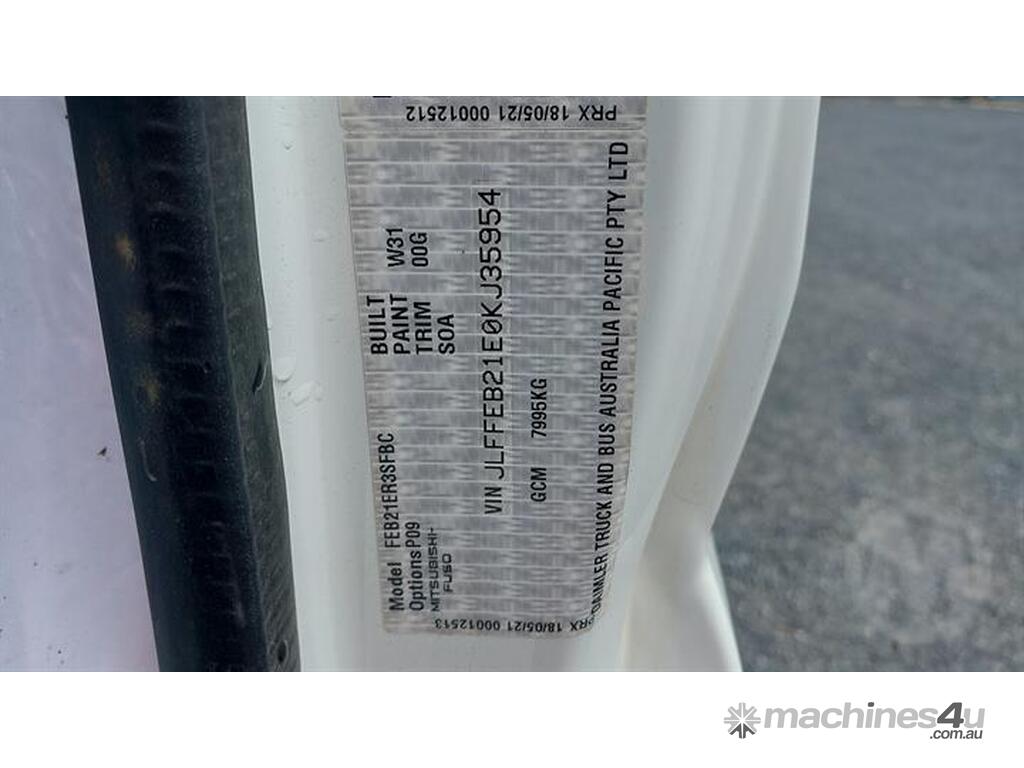 PRX 18/05/21 00012512
Model FEB21ER3SFBC
Options P09
MITSUBISHI-
FUSO
BUILT
PAINT W31
TRIM 00G
SOA
VIN JLFFEB21E0KJ35954
GCM 7995KG
DAIMLER TRUCK AND BUS AUSTRALIA PACIFIC PTY LTD
PRX 18/05/21 00012513
machines4u
.com.au